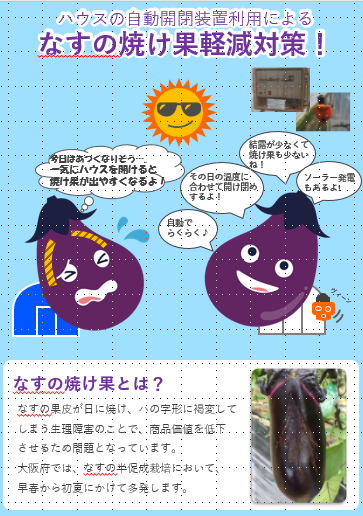 ハウスの自動開閉装置利用による
なすの焼け果軽減対策！
今日はあつくなりそう…
一気にハウスを開けると
焼け果が出やすくなるよ！
結露が少なくて
焼け果も少ない
ね！
その日の温度に
合わせて開け閉め
するよ！
ソーラー発電
もあるよ！
自動で、
らくらく♪
ヴィーン
なすの焼け果とは？
なすの果皮が日に焼け、ハの字形に褐変して
しまう生理障害のことで、商品価値を低下
させるため問題となっています。
大阪府では、なすの半促成栽培において、
早春から初夏にかけて多発します。